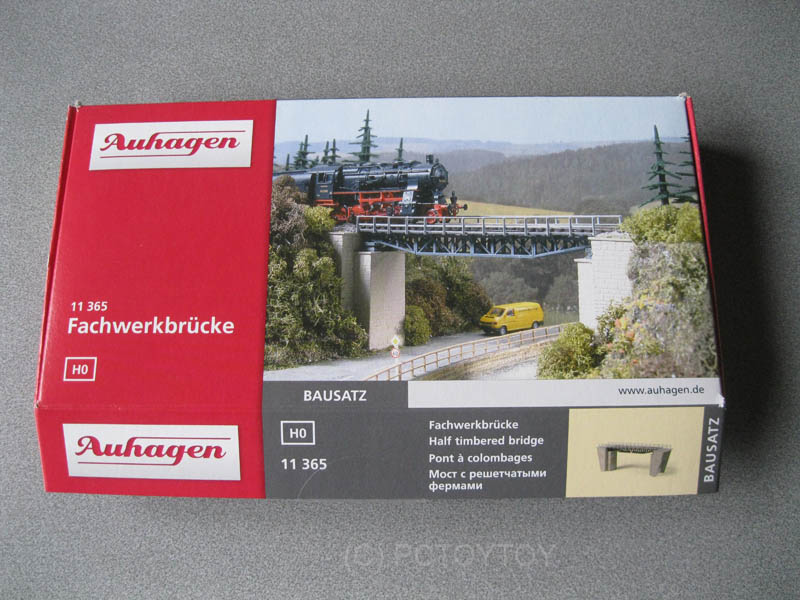 Auhagen
11 365
Fachwerkbrücke
H0
BAUSATZ
www.auhagen.de
Auhagen
H0
11 365
Fachwerkbrücke
Half timbered bridge
Pont à colombages
Мост с решетчатыми
фермами
BAUSATZ
(C) PCTOYTOY